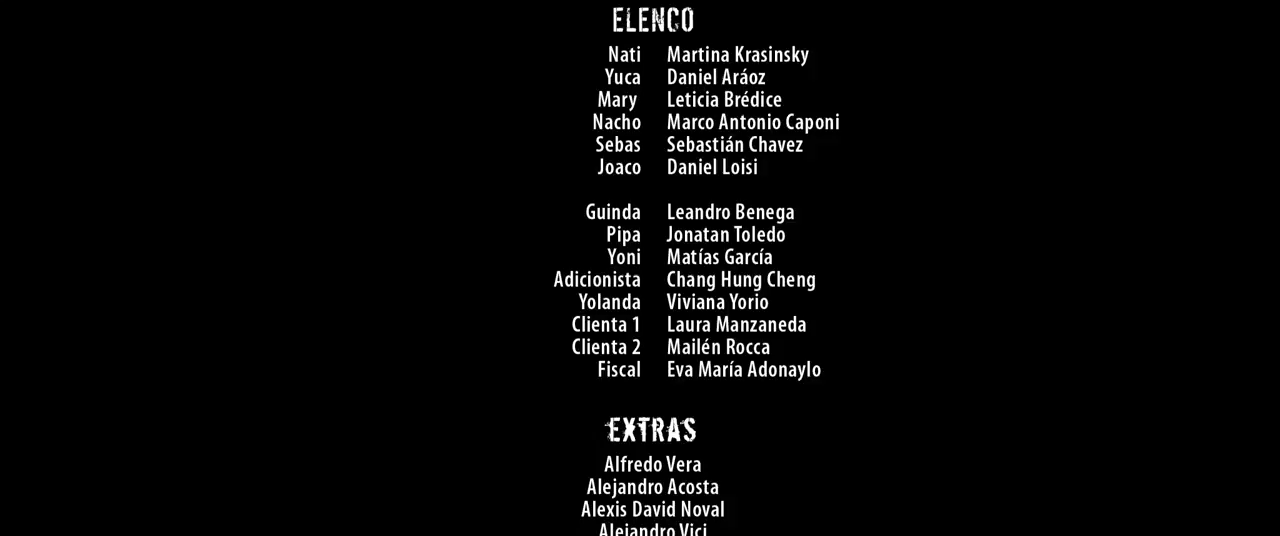 ELENCO
Nati Martina Krasinsky
Yuca Daniel Aráoz
Mary Leticia Brédice
Nacho Marco Antonio Caponi
Sebas Sebastián Chavez
Joaco Daniel Loisi
Guinda Leandro Benega
Pipa Jonatan Toledo
Yoni Matías García
Adicionista Chang Hung Cheng
Yolanda Viviana Yorio
Clienta 1 Laura Manzaneda
Clienta 2 Mailén Rocca
Fiscal Eva María Adonaylo
EXTRAS
Alfredo Vera
Alejandro Acosta
Alexis David Noval
Alejandro Vici